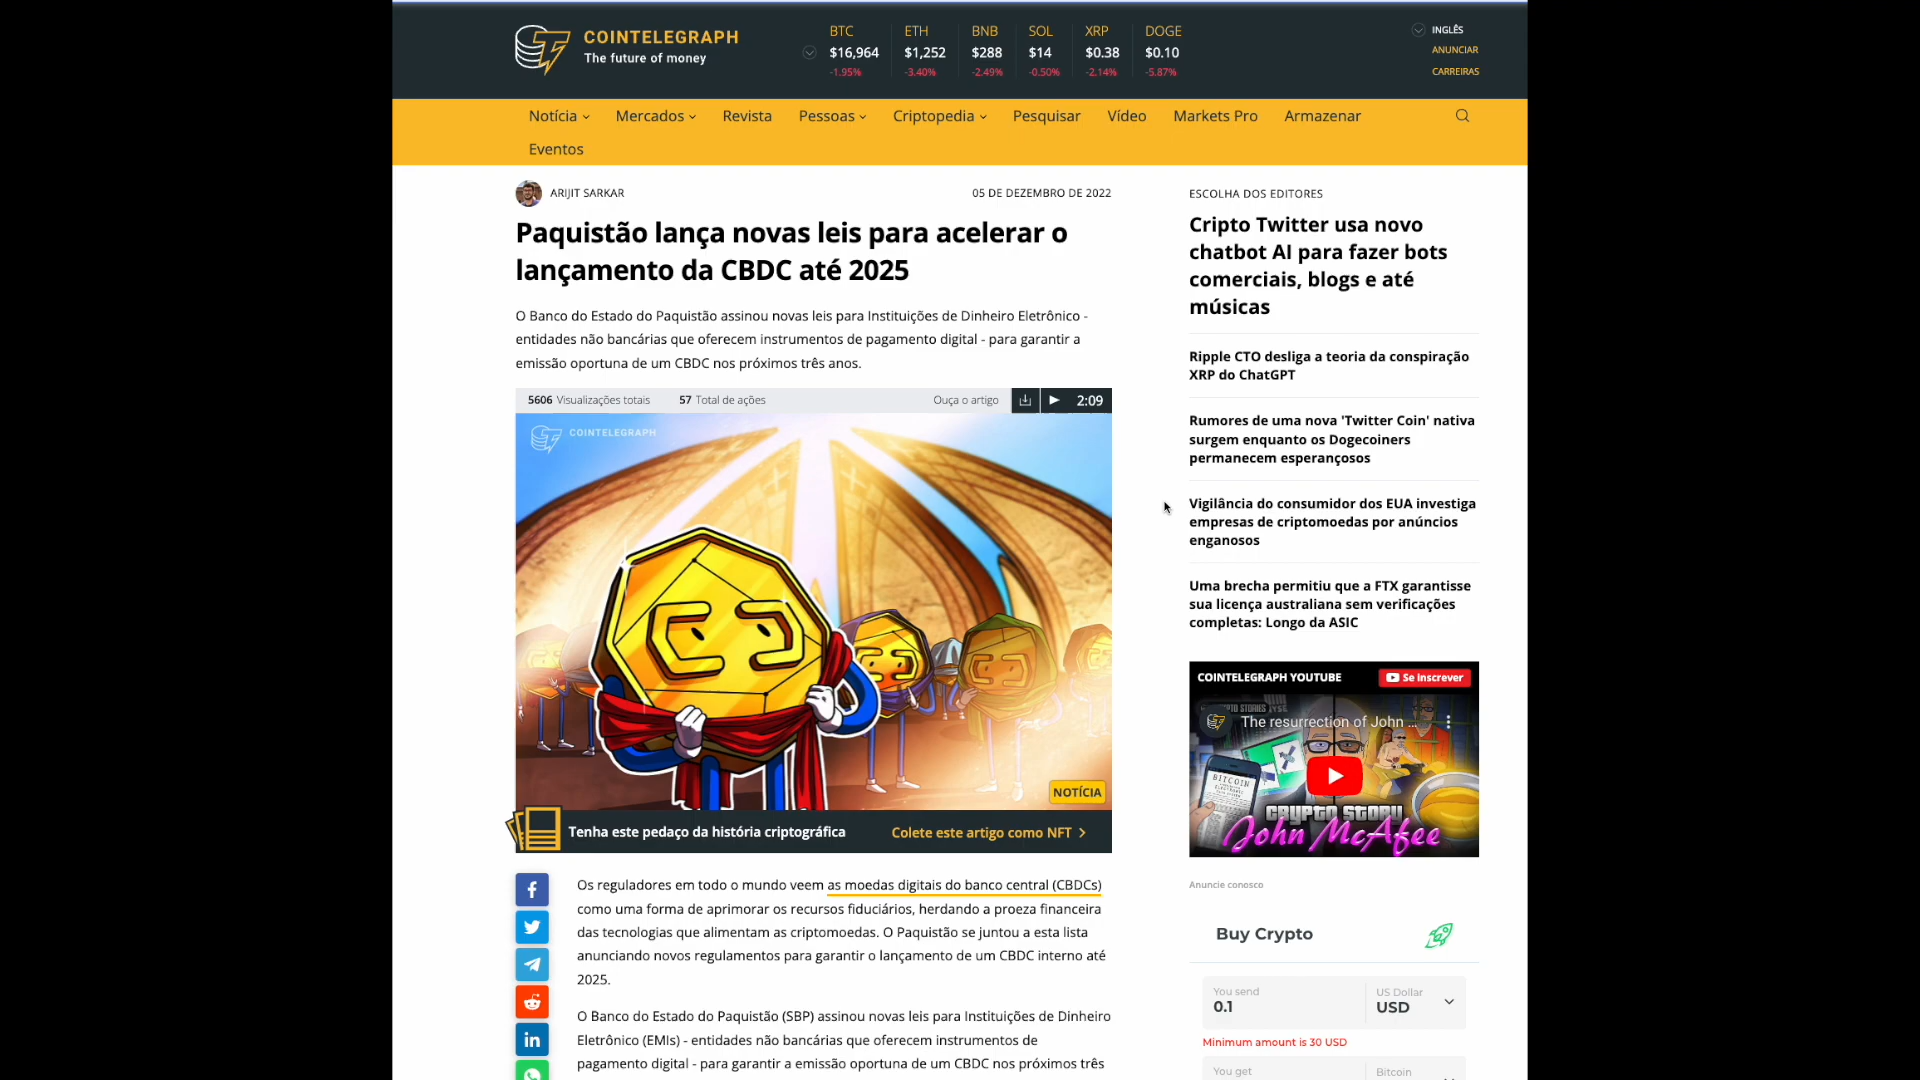 COINTELEGRAPH
The future of money
BTC
$16,964
-1.95%
ETH
$1,252
-3.40%
BNB
$288
-2.49%
SOL
$14
-0.50%
XRP
$0.38
-2.14%
DOGE
$0.10
-5.87%
INGLÊS
ANUNCIAR
CARREIRAS
Notícia
Mercados
Revista
Pessoas
Criptopedia
Pesquisar
Vídeo
Markets Pro
Armazenar
Eventos
ARIJIT SARKAR
05 DE DEZEMBRO DE 2022
Paquistão lança novas leis para acelerar o
lançamento da CBDC até 2025
O Banco do Estado do Paquistão assinou novas leis para Instituições de Dinheiro Eletrônico -
entidades não bancárias que oferecem instrumentos de pagamento digital - para garantir a
emissão oportuna de um CBDC nos próximos três anos.
5606 Visualizações totais
57 Total de ações
Ouça o artigo
2:09
COINTELEGRAPH
NOTÍCIA
Tenha este pedaço da história criptográfica
Colete este artigo como NFT >
Os reguladores em todo o mundo veem as moedas digitais do banco central (CBDCs)
como uma forma de aprimorar os recursos fiduciários, herdando a proeza financeira
das tecnologias que alimentam as criptomoedas. O Paquistão se juntou a esta lista
anunciando novos regulamentos para garantir o lançamento de um CBDC interno até
2025.
O Banco do Estado do Paquistão (SBP) assinou novas leis para Instituições de Dinheiro
Eletrônico (EMIs) - entidades não bancárias que oferecem instrumentos de
pagamento digital - para garantir a emissão oportuna de um CBDC nos próximos três
ESCOLHA DOS EDITORES
Cripto Twitter usa novo
chatbot AI para fazer bots
comerciais, blogs e até
músicas
Ripple CTO desliga a teoria da conspiração
XRP do ChatGPT
Rumores de uma nova 'Twitter Coin' nativa
surgem enquanto os Dogecoiners
permanecem esperançosos
Vigilância do consumidor dos EUA investiga
empresas de criptomoedas por anúncios
enganosos
Uma brecha permitiu que a FTX garantisse
sua licença australiana sem verificações
completas: Longo da ASIC
COINTELEGRAPH YOUTUBE
Se inscrever
The resurrection of John ...
BITCOIN
CRYPTO STORY
John McAfee
Anuncie conosco
Buy Crypto
You send
0.1
US Dollar
USD
Minimum amount is 30 USD
You get
Bitcoin